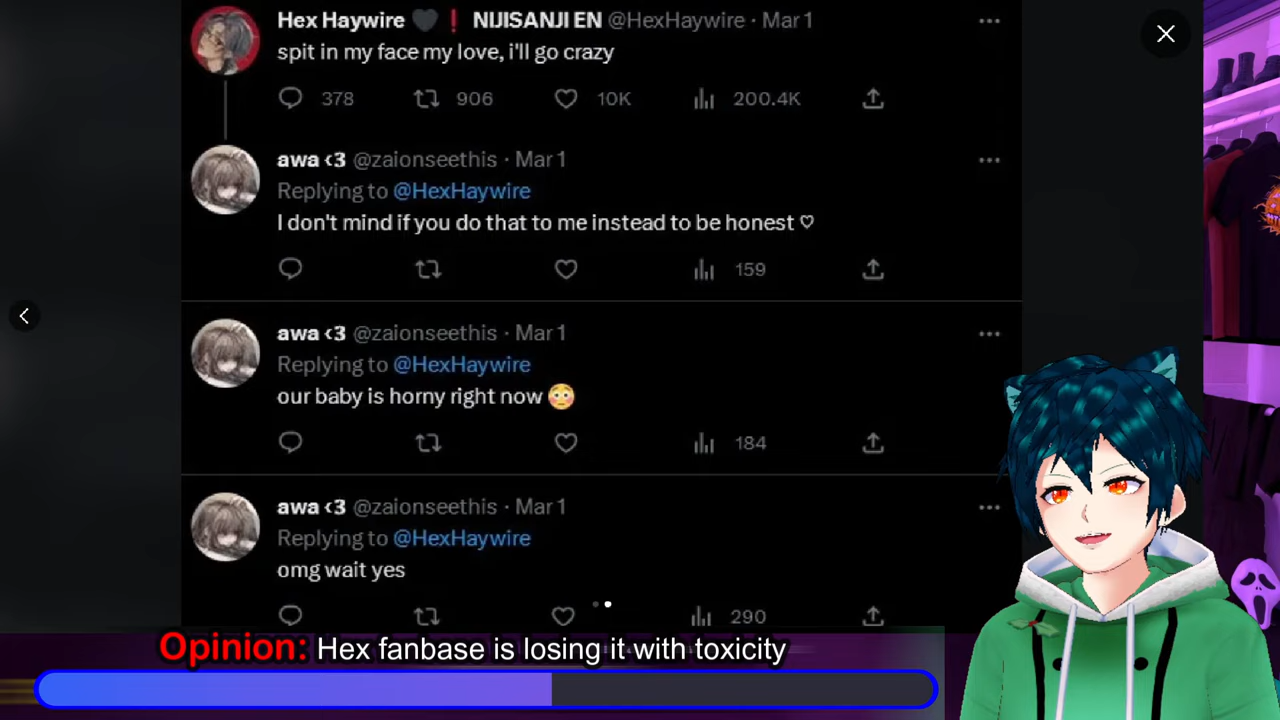 Hex Haywire 🖤❗ NIJISANJI EN @HexHaywire · Mar 1
spit in my face my love, i'll go crazy
378 906 10K 200.4K
awa <3 @zaionseethis · Mar 1
Replying to @HexHaywire
I don't mind if you do that to me instead to be honest ♡
159
awa <3 @zaionseethis · Mar 1
Replying to @HexHaywire
our baby is horny right now 😳
184
awa <3 @zaionseethis · Mar 1
Replying to @HexHaywire
omg wait yes
290
Opinion: Hex fanbase is losing it with toxicity